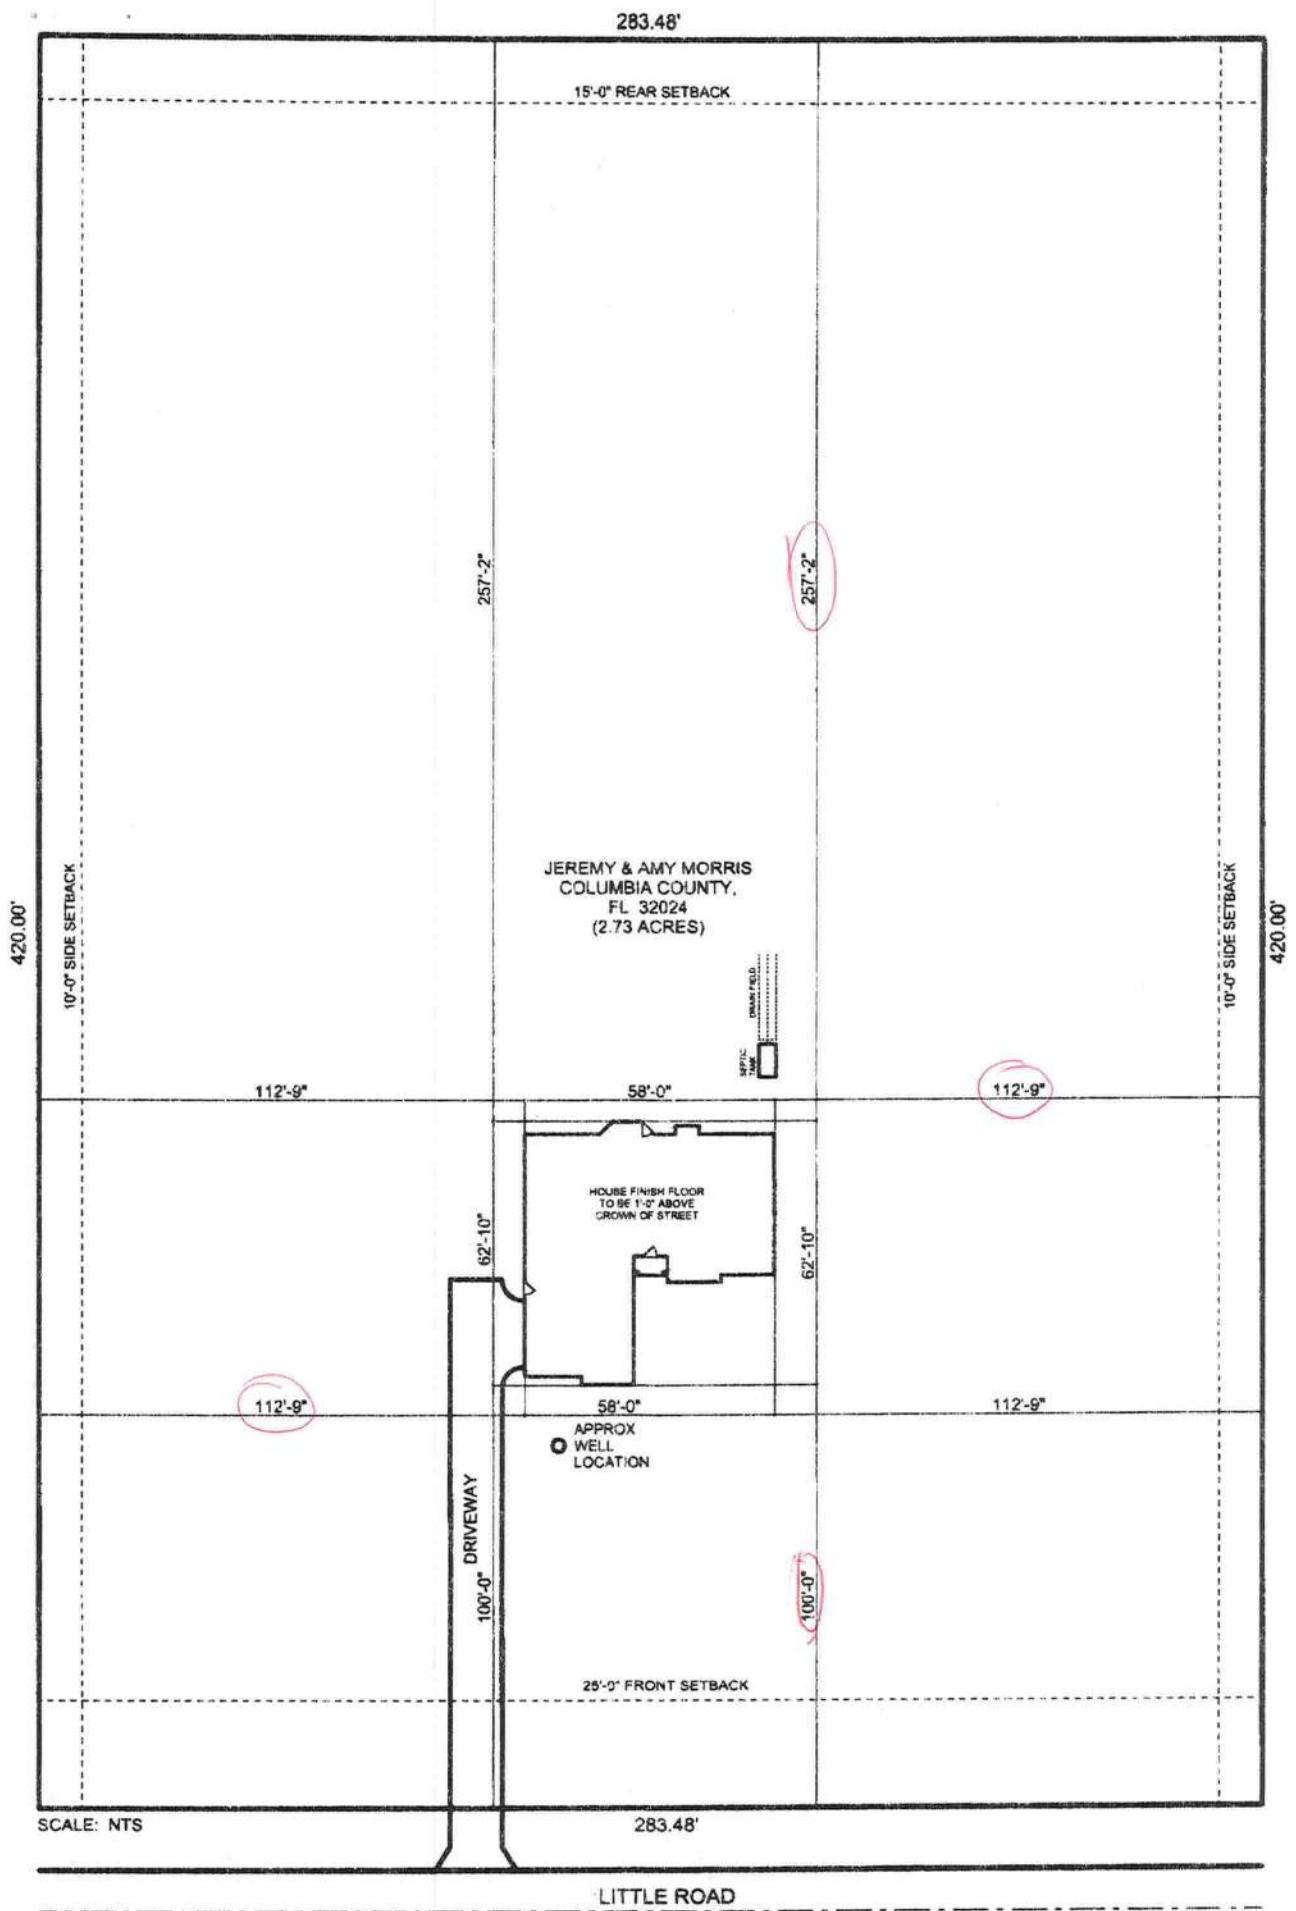 283.48'
15'-0" REAR SETBACK
257'-2"
257'-2"
JEREMY & AMY MORRIS
COLUMBIA COUNTY,
FL 32024
(2.73 ACRES)
420.00'
10'-0" SIDE SETBACK
10'-0" SIDE SETBACK
420.00'
DRAIN FIELD
SEPTIC
TANK
112'-9"
58'-0"
112'-9"
HOUSE FINISH FLOOR
TO BE 1'-0" ABOVE
CROWN OF STREET
62'-10"
62'-10"
112'-9"
58'-0"
112'-9"
APPROX
WELL
LOCATION
DRIVEWAY
100'-0"
100'-0"
25'-0" FRONT SETBACK
SCALE: NTS
283.48'
LITTLE ROAD